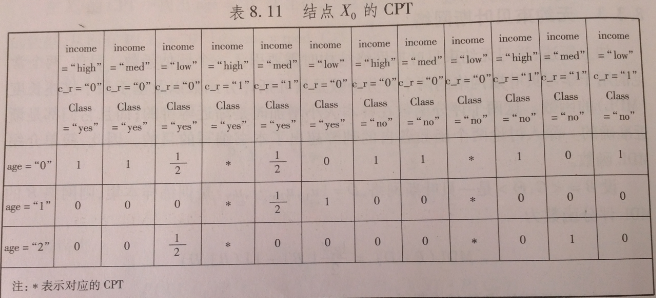 表 8.11 结点 X₀ 的 CPT
income income income income income income income income income income income income
= "high" = "med" = "low" = "high" = "med" = "low" = "high" = "med" = "low" = "high" = "med" = "low"
c_r = "0" c_r = "0" c_r = "0" c_r = "1" c_r = "1" c_r = "0" c_r = "0" c_r = "0" c_r = "0" c_r = "1" c_r = "1" c_r = "1"
Class Class Class Class Class Class Class Class Class Class Class Class
= "yes" = "yes" = "yes" = "yes" = "yes" = "yes" = "no" = "no" = "no" = "no" = "no" = "no"
age = "0" 1 1 1/2 * 1/2 0 1 1 * 1 0 1
age = "1" 0 0 0 * 1/2 1 0 0 * 0 0 0
age = "2" 0 0 1/2 * 0 0 0 0 * 0 1 0
注: * 表示对应的 CPT